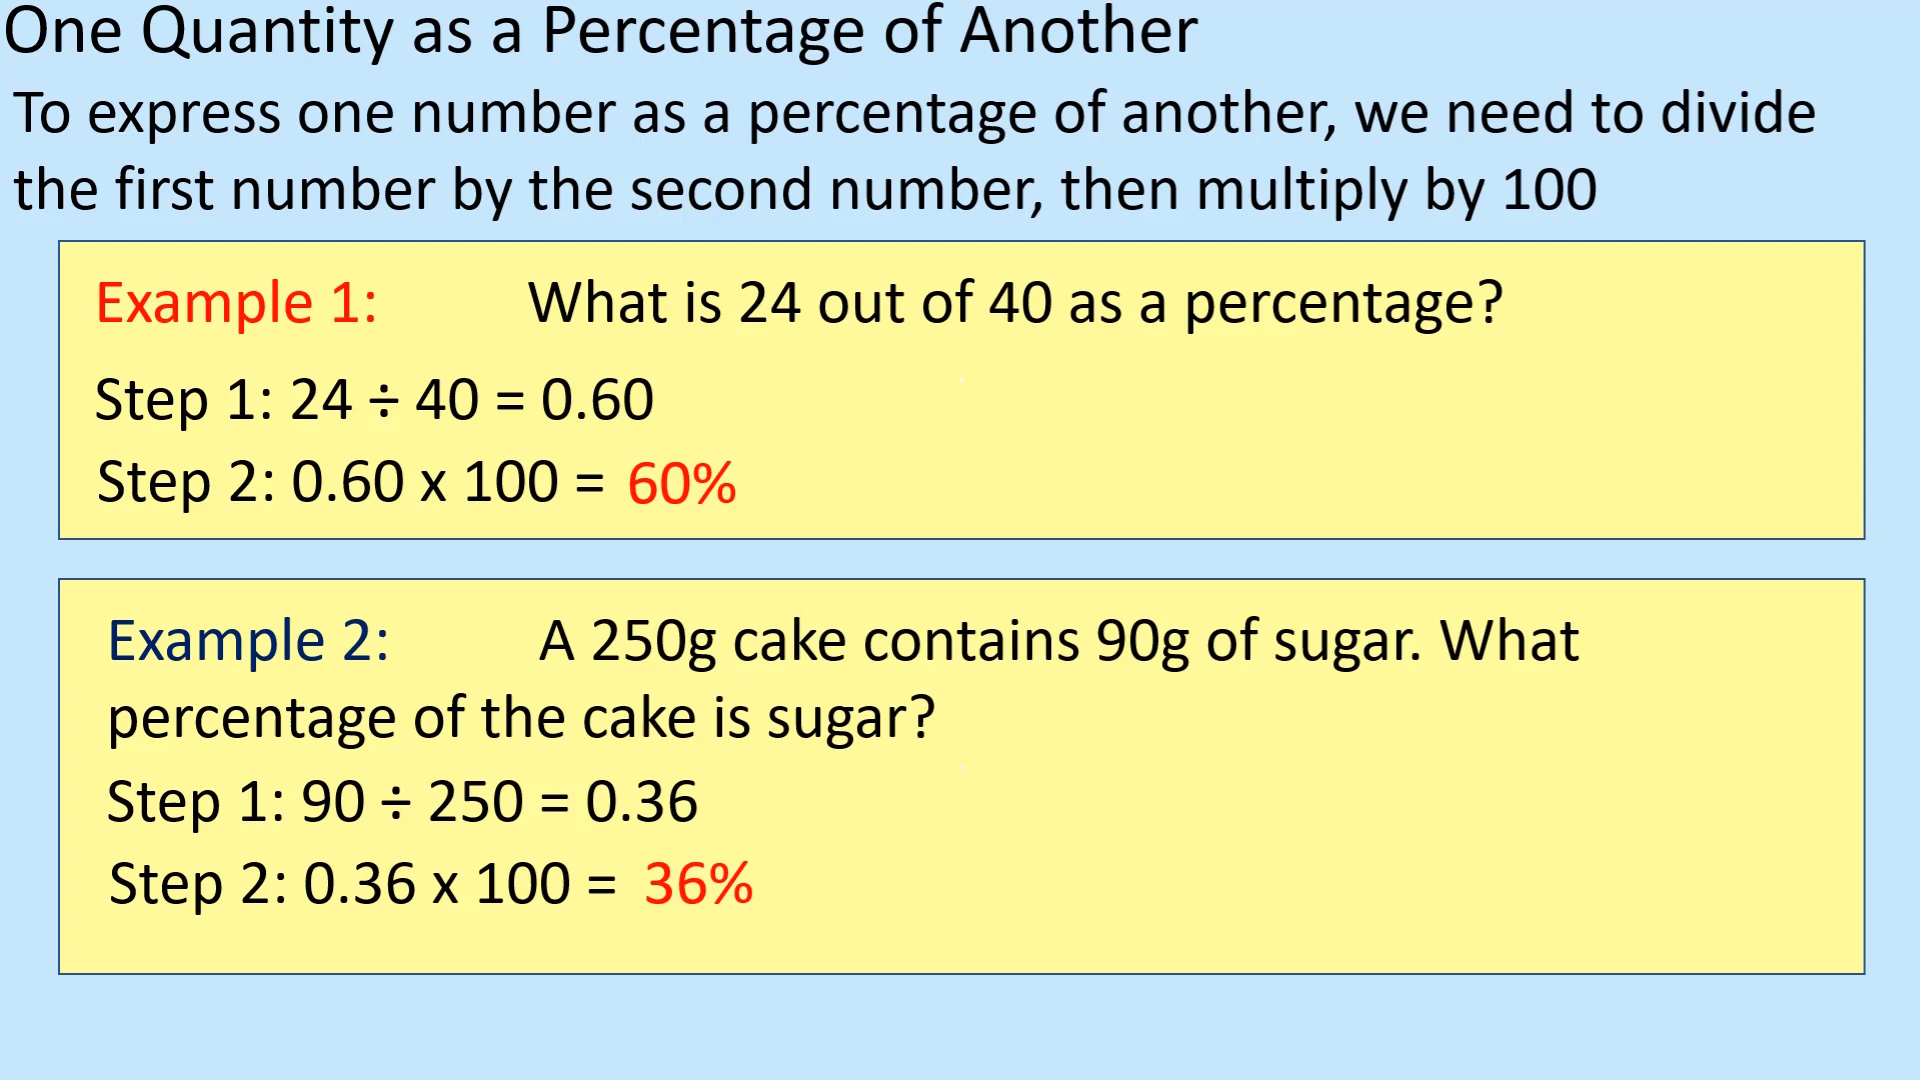 One Quantity as a Percentage of Another
To express one number as a percentage of another, we need to divide
the first number by the second number, then multiply by 100
Example 1: What is 24 out of 40 as a percentage?
Step 1: 24 ÷ 40 = 0.60
Step 2: 0.60 x 100 = 60%
Example 2: A 250g cake contains 90g of sugar. What
percentage of the cake is sugar?
Step 1: 90 ÷ 250 = 0.36
Step 2: 0.36 x 100 = 36%